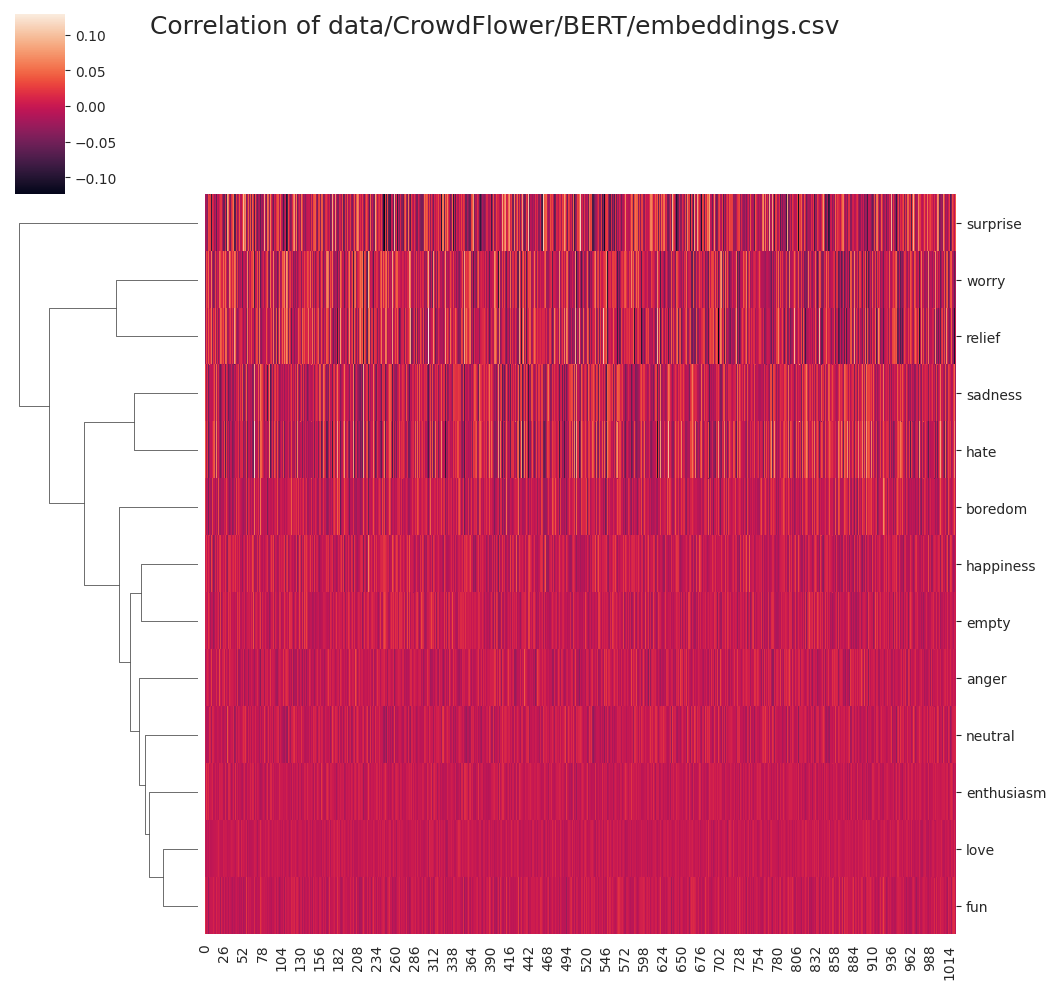 Correlation of data/CrowdFlower/BERT/embeddings.csv
0.10
0.05
0.00
−0.05
−0.10
surprise
worry
relief
sadness
hate
boredom
happiness
empty
anger
neutral
enthusiasm
love
fun
0 26 52 78 104 130 156 182 208 234 260 286 312 338 364 390 416 442 468 494 520 546 572 598 624 650 676 702 728 754 780 806 832 858 884 910 936 962 988 1014